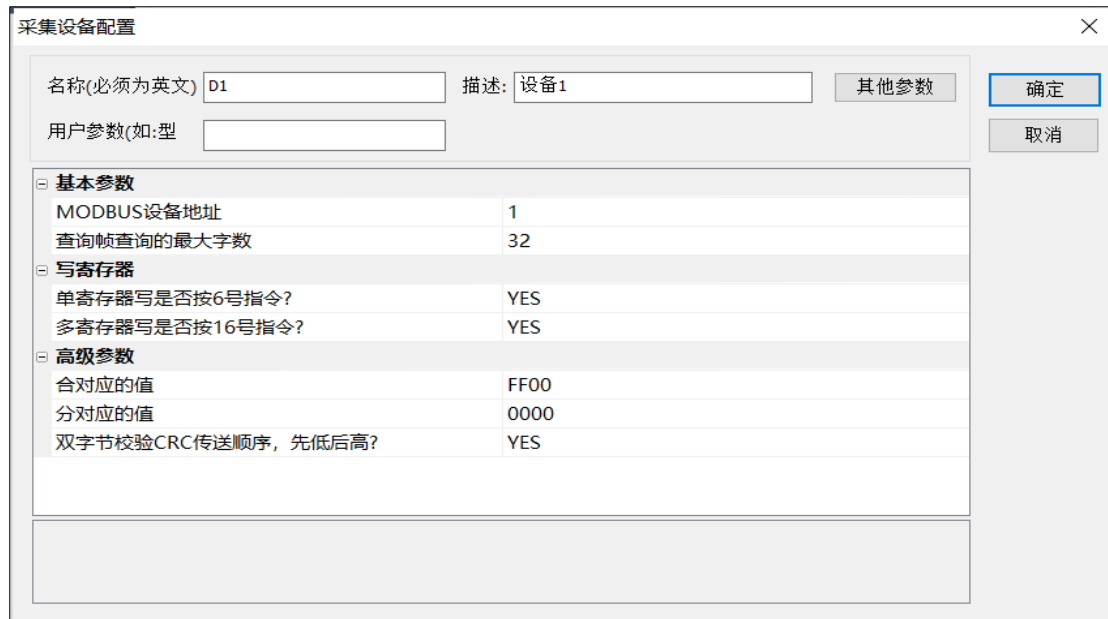 采集设备配置
名称(必须为英文) D1 描述: 设备1 其他参数 确定
用户参数(如:型 取消
基本参数
MODBUS设备地址 1
查询帧查询的最大字数 32
写寄存器
单寄存器写是否按6号指令? YES
多寄存器写是否按16号指令? YES
高级参数
合对应的值 FF00
分对应的值 0000
双字节校验CRC传送顺序，先低后高? YES